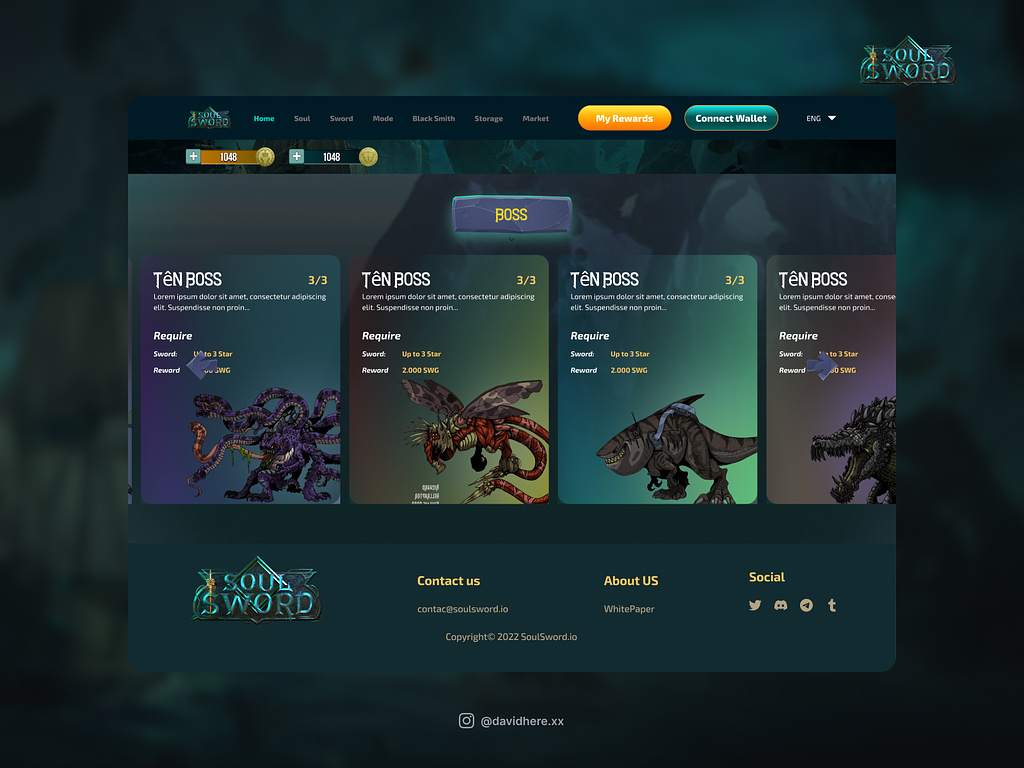 SOUL
SWORD
SOUL
SWORD
Home
Soul
Sword
Mode
Black Smith
Storage
Market
My Rewards
Connect Wallet
ENG
1048
1048
BOSS
TÊN BOSS
3/3
Lorem ipsum dolor sit amet, consectetur adipiscing
elit. Suspendisse non proin...
Require
Sword: Up to 3 Star
Reward
SWG
TÊN BOSS
3/3
Lorem ipsum dolor sit amet, consectetur adipiscing
elit. Suspendisse non proin...
Require
Sword: Up to 3 Star
Reward 2.000 SWG
TÊN BOSS
3/3
Lorem ipsum dolor sit amet, consectetur adipiscing
elit. Suspendisse non proin...
Require
Sword: Up to 3 Star
Reward 2.000 SWG
TÊN BOSS
Lorem ipsum dolor sit amet, conse
elit. Suspendisse non proin...
Require
Sword: to 3 Star
Reward SWG
SOUL
SWORD
Contact us
contac@soulsword.io
About US
WhitePaper
Social
Copyright© 2022 SoulSword.io
@davidhere.xx